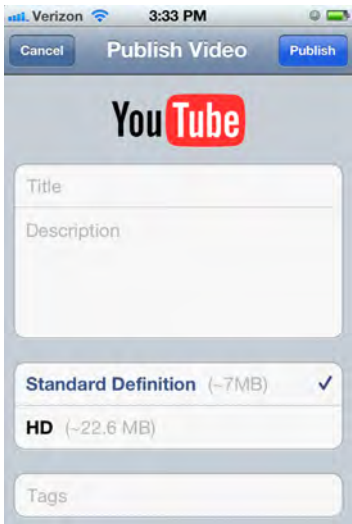 Verizon 3:33 PM
Cancel Publish Video Publish
YouTube
Title
Description
Standard Definition (~7MB)
HD (~22.6 MB)
Tags